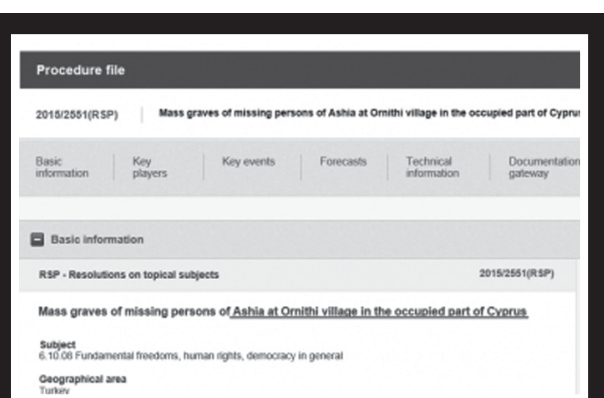 Procedure file
2015/2551(RSP) Mass graves of missing persons of Ashia at Ornithi village in the occupied part of Cyprus
Basic information Key players Key events Forecasts Technical information Documentation gateway
Basic information
RSP - Resolutions on topical subjects 2015/2551(RSP)
Mass graves of missing persons of Ashia at Ornithi village in the occupied part of Cyprus
Subject
6.10.08 Fundamental freedoms, human rights, democracy in general
Geographical area
Turkey